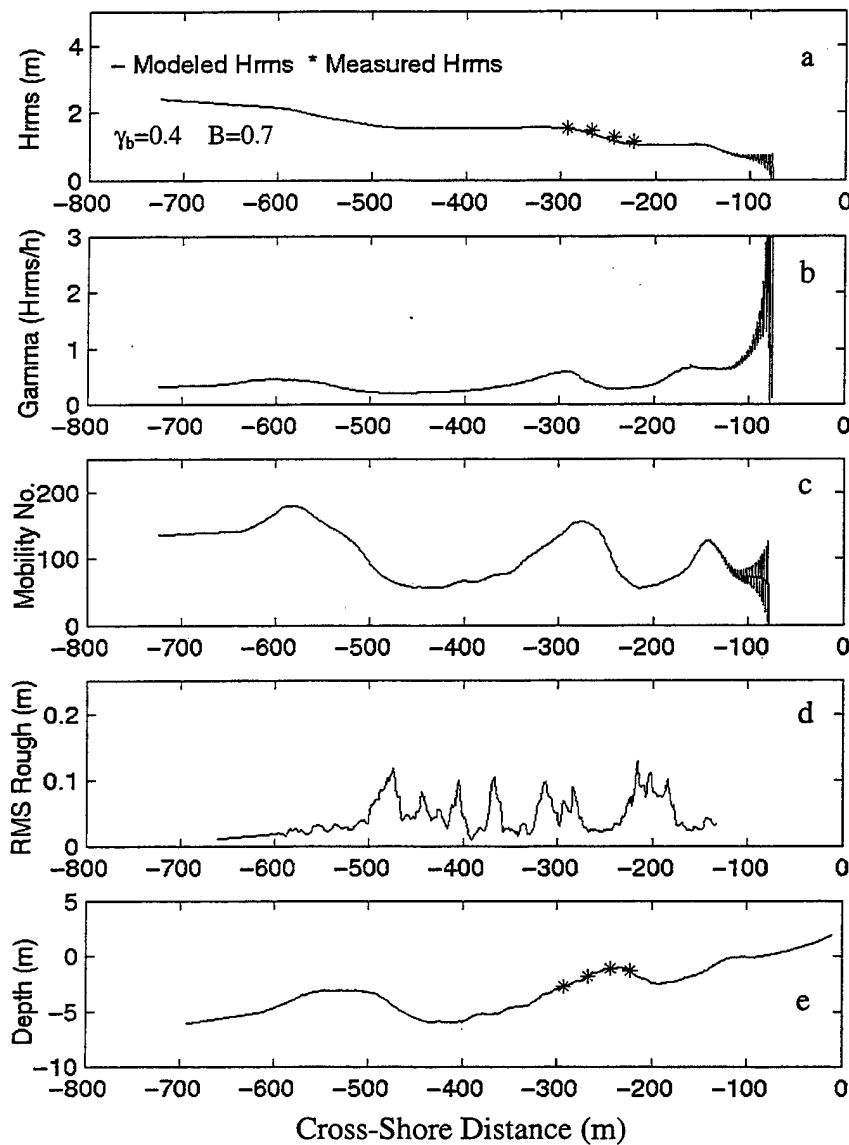 Hrms (m)
4
2
0
– Modeled Hrms * Measured Hrms
a
γb=0.4 B=0.7
−800 −700 −600 −500 −400 −300 −200 −100 0
Gamma (Hrms/h)
3
2
1
0
b
−800 −700 −600 −500 −400 −300 −200 −100 0
Mobility No.
200
100
0
c
−800 −700 −600 −500 −400 −300 −200 −100 0
RMS Rough (m)
0.2
0.1
0
d
−800 −700 −600 −500 −400 −300 −200 −100 0
Depth (m)
5
0
−5
−10
e
−800 −700 −600 −500 −400 −300 −200 −100 0
Cross-Shore Distance (m)